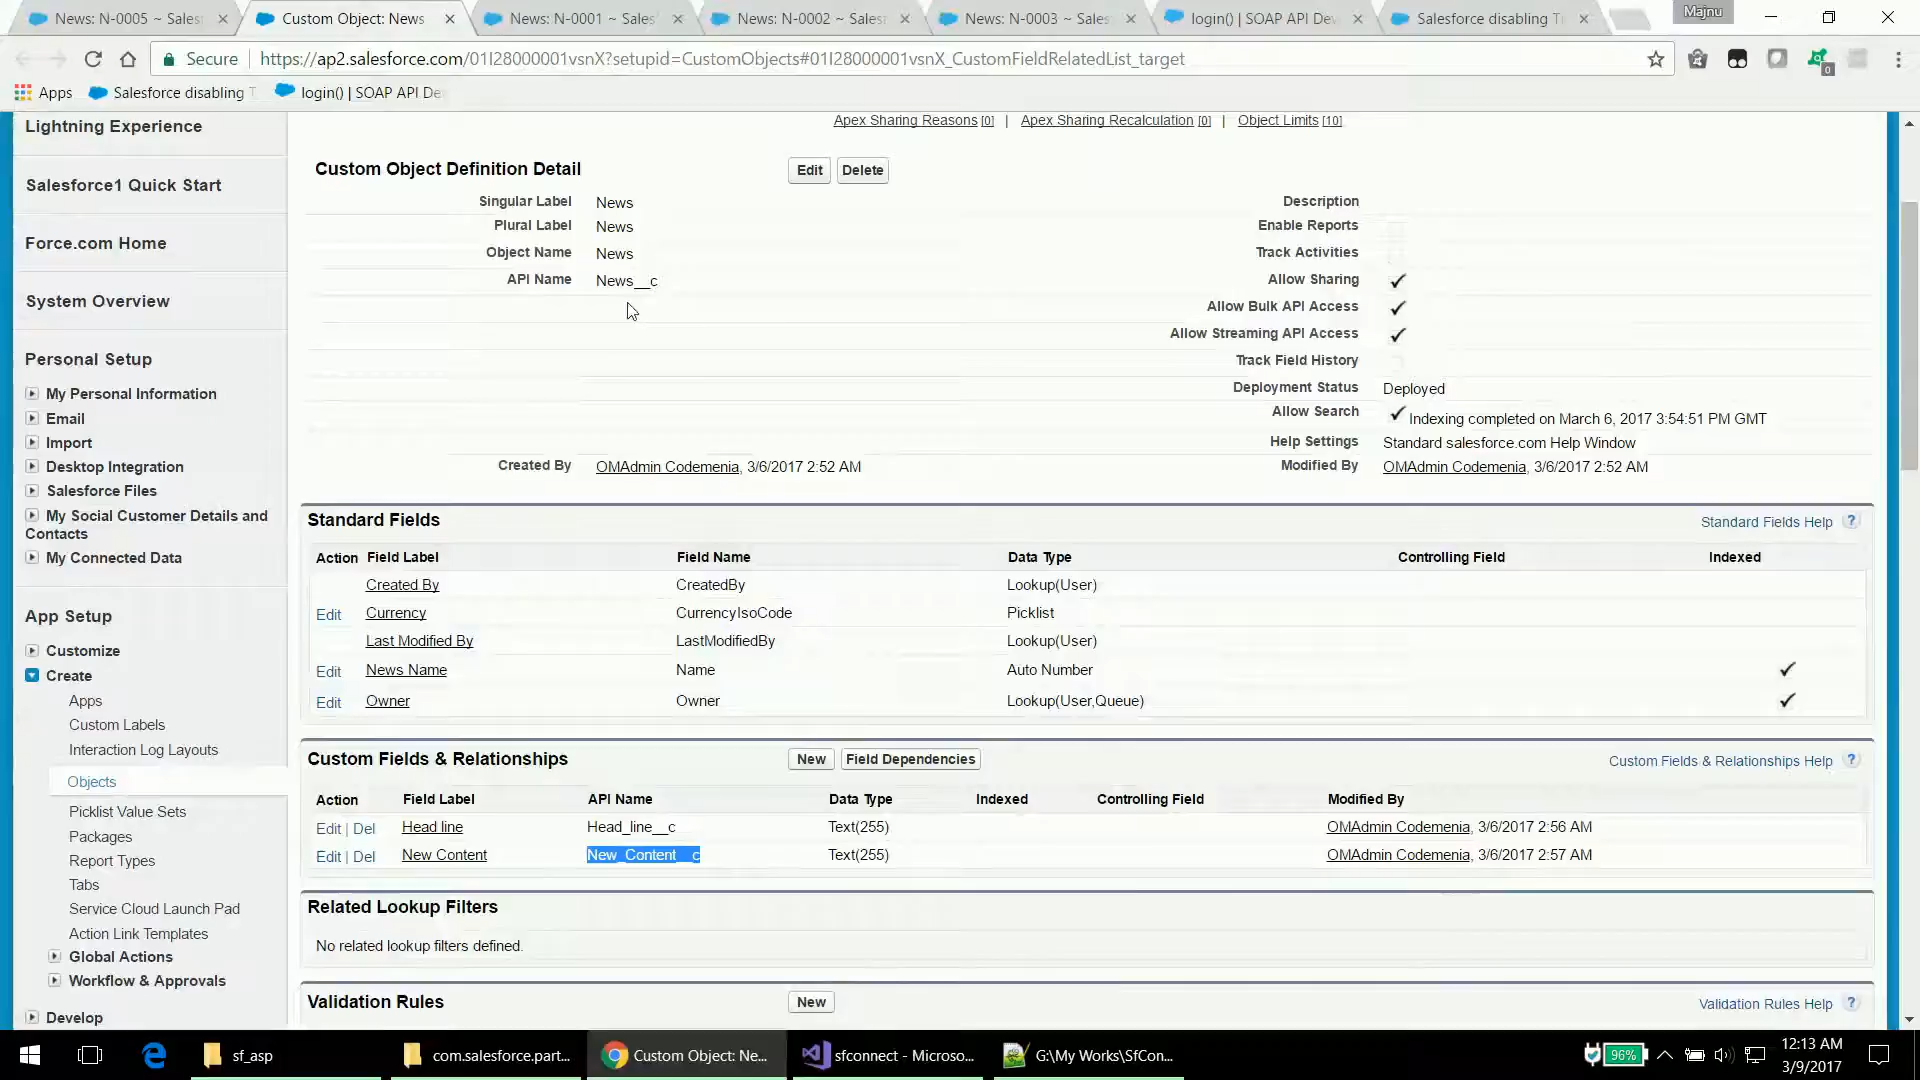 News: N-0005 ~ Sales
Custom Object: News
News: N-0001 ~ Sales
News: N-0002 ~ Sales
News: N-0003 ~ Sales
login() | SOAP API Dev
Salesforce disabling T
Majnu
Secure
https://ap2.salesforce.com/01I28000001vsnX?setupid=CustomObjects#01I28000001vsnX_CustomFieldRelatedList_target
0
Apps
Salesforce disabling T
login() | SOAP API De
Lightning Experience
Salesforce1 Quick Start
Force.com Home
System Overview
Personal Setup
My Personal Information
Email
Import
Desktop Integration
Salesforce Files
My Social Customer Details and
Contacts
My Connected Data
App Setup
Customize
Create
Apps
Custom Labels
Interaction Log Layouts
Objects
Picklist Value Sets
Packages
Report Types
Tabs
Service Cloud Launch Pad
Action Link Templates
Global Actions
Workflow & Approvals
Develop
Apex Sharing Reasons [0] | Apex Sharing Recalculation [0] | Object Limits [10]
Custom Object Definition Detail Edit Delete
Singular Label News Description
Plural Label News Enable Reports
Object Name News Track Activities
API Name News__c Allow Sharing
Allow Bulk API Access
Allow Streaming API Access
Track Field History
Deployment Status Deployed
Allow Search Indexing completed on March 6, 2017 3:54:51 PM GMT
Help Settings Standard salesforce.com Help Window
Created By OMAdmin Codemenia, 3/6/2017 2:52 AM Modified By OMAdmin Codemenia, 3/6/2017 2:52 AM
Standard Fields Standard Fields Help ?
Action Field Label Field Name Data Type Controlling Field Indexed
Created By CreatedBy Lookup(User)
Edit Currency CurrencyIsoCode Picklist
Last Modified By LastModifiedBy Lookup(User)
Edit News Name Name Auto Number
Edit Owner Owner Lookup(User,Queue)
Custom Fields & Relationships New Field Dependencies Custom Fields & Relationships Help ?
Action Field Label API Name Data Type Indexed Controlling Field Modified By
Edit | Del Head line Head_line__c Text(255) OMAdmin Codemenia, 3/6/2017 2:56 AM
Edit | Del New Content New_Content__c Text(255) OMAdmin Codemenia, 3/6/2017 2:57 AM
Related Lookup Filters
No related lookup filters defined.
Validation Rules New Validation Rules Help ?
sf_asp
com.salesforce.part...
Custom Object: Ne...
sfconnect - Microso...
G:\My Works\SfCon...
96%
12:13 AM
3/9/2017